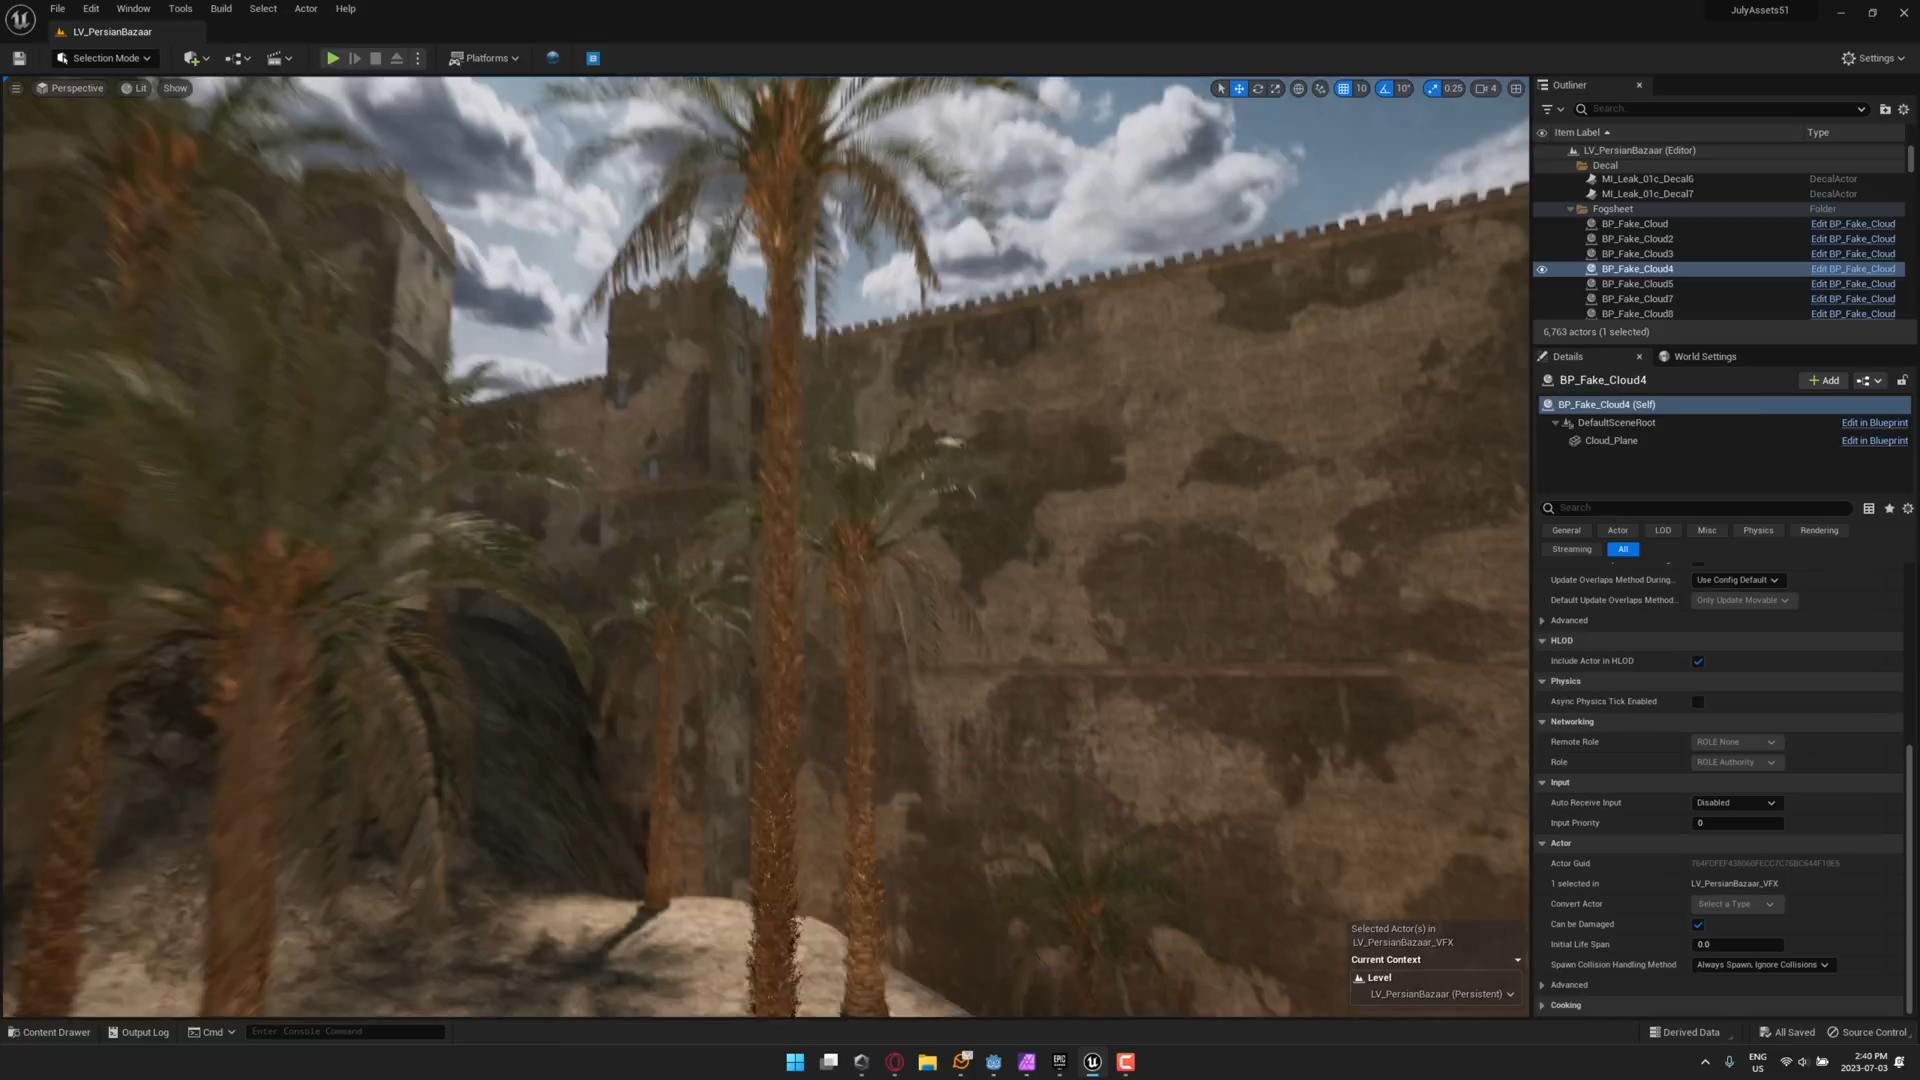 File Edit Window Tools Build Select Actor Help
JulyAssets51
LV_PersianBazaar
Selection Mode
Platforms
Settings
Perspective Lit Show
10 10° 0.25 4
Outliner
Search...
Item Label Type
LV_PersianBazaar (Editor)
Decal
MI_Leak_01c_Decal6 DecalActor
MI_Leak_01c_Decal7 DecalActor
Fogsheet Folder
BP_Fake_Cloud Edit BP_Fake_Cloud
BP_Fake_Cloud2 Edit BP_Fake_Cloud
BP_Fake_Cloud3 Edit BP_Fake_Cloud
BP_Fake_Cloud4 Edit BP_Fake_Cloud
BP_Fake_Cloud5 Edit BP_Fake_Cloud
BP_Fake_Cloud7 Edit BP_Fake_Cloud
BP_Fake_Cloud8 Edit BP_Fake_Cloud
6,763 actors (1 selected)
Details World Settings
BP_Fake_Cloud4 Add
BP_Fake_Cloud4 (Self)
DefaultSceneRoot Edit in Blueprint
Cloud_Plane Edit in Blueprint
Search
General Actor LOD Misc Physics Rendering
Streaming All
Update Overlaps Method During... Use Config Default
Default Update Overlaps Method... Only Update Movable
Advanced
HLOD
Include Actor in HLOD
Physics
Async Physics Tick Enabled
Networking
Remote Role ROLE None
Role ROLE Authority
Input
Auto Receive Input Disabled
Input Priority 0
Actor
Actor Guid
1 selected in LV_PersianBazaar_VFX
Convert Actor Select a Type
Can be Damaged
Initial Life Span 0.0
Spawn Collision Handling Method Always Spawn, Ignore Collisions
Advanced
Cooking
Selected Actor(s) in
LV_PersianBazaar_VFX
Current Context
Level
LV_PersianBazaar (Persistent)
Content Drawer Output Log Cmd Enter Console Command
Derived Data All Saved Source Control
EPIC
ENG
US
2:40 PM
2023-07-03